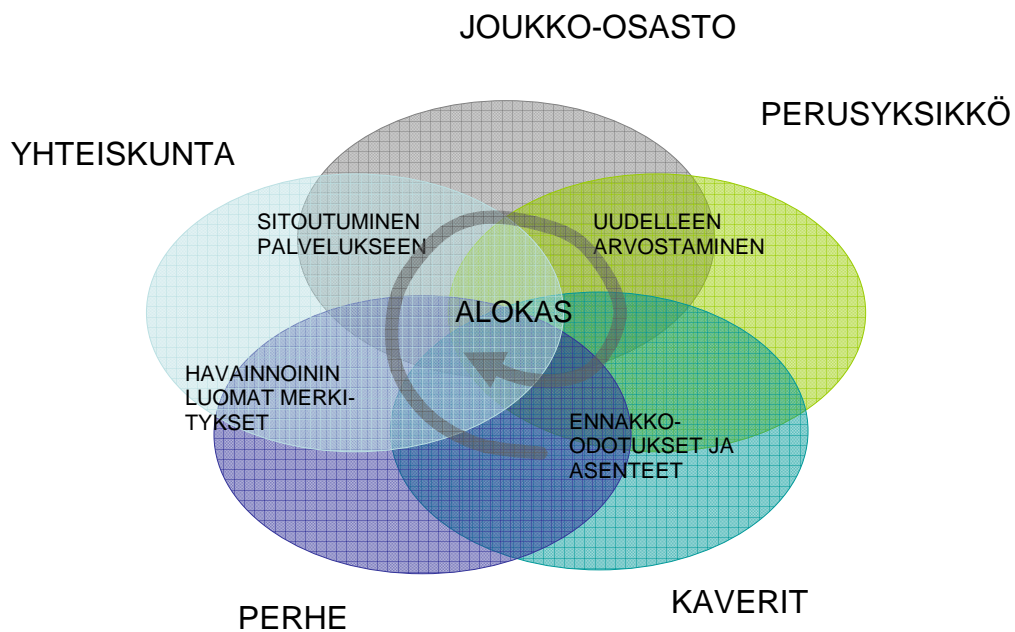 JOUKKO-OSASTO
PERUSYKSIKKÖ
YHTEISKUNTA
SITOUTUMINEN
PALVELUKSEEN
UUDELLEEN
ARVOSTAMINEN
ALOKAS
HAVAINNOININ
LUOMAT MERKI-
TYKSET
ENNAKKO-
ODOTUKSET JA
ASENTEET
PERHE
KAVERIT